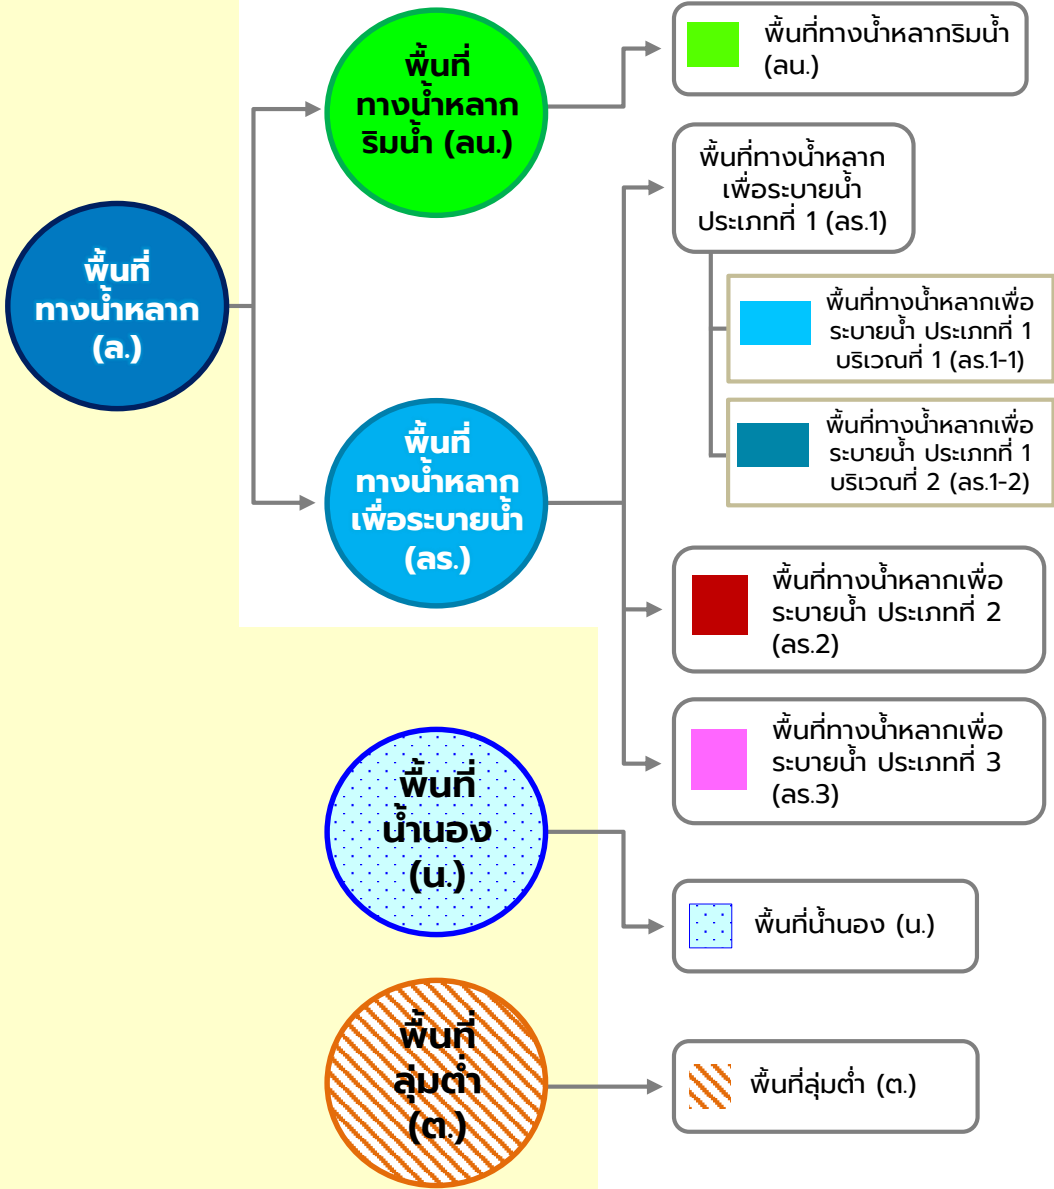 พื้นที่
ทางน้ำหลาก
(ล.)
พื้นที่
ทางน้ำหลาก
ริมน้ำ (ลน.)
พื้นที่ทางน้ำหลากริมน้ำ
(ลน.)
พื้นที่
ทางน้ำหลาก
เพื่อระบายน้ำ
(ลร.)
พื้นที่ทางน้ำหลาก
เพื่อระบายน้ำ
ประเภทที่ 1 (ลร.1)
พื้นที่ทางน้ำหลากเพื่อ
ระบายน้ำ ประเภทที่ 1
บริเวณที่ 1 (ลร.1-1)
พื้นที่ทางน้ำหลากเพื่อ
ระบายน้ำ ประเภทที่ 1
บริเวณที่ 2 (ลร.1-2)
พื้นที่ทางน้ำหลากเพื่อ
ระบายน้ำ ประเภทที่ 2
(ลร.2)
พื้นที่ทางน้ำหลากเพื่อ
ระบายน้ำ ประเภทที่ 3
(ลร.3)
พื้นที่
น้ำนอง
(น.)
พื้นที่น้ำนอง (น.)
พื้นที่
ลุ่มต่ำ
(ต.)
พื้นที่ลุ่มต่ำ (ต.)